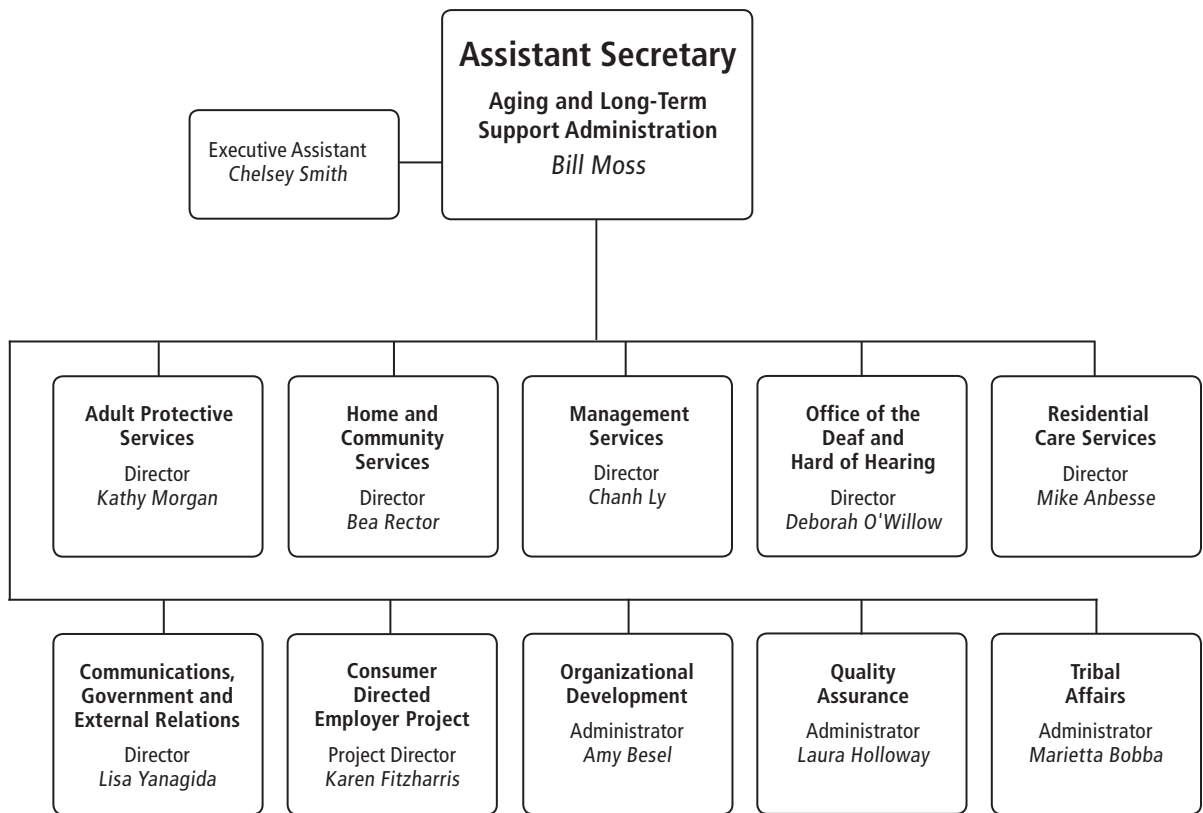 Assistant Secretary
Aging and Long-Term
Support Administration
Bill Moss
Executive Assistant
Chelsey Smith
Adult Protective
Services
Director
Kathy Morgan
Home and
Community
Services
Director
Bea Rector
Management
Services
Director
Chanh Ly
Office of the
Deaf and
Hard of Hearing
Director
Deborah O'Willow
Residential
Care Services
Director
Mike Anbesse
Communications,
Government and
External Relations
Director
Lisa Yanagida
Consumer
Directed
Employer Project
Project Director
Karen Fitzharris
Organizational
Development
Administrator
Amy Besel
Quality
Assurance
Administrator
Laura Holloway
Tribal
Affairs
Administrator
Marietta Bobba